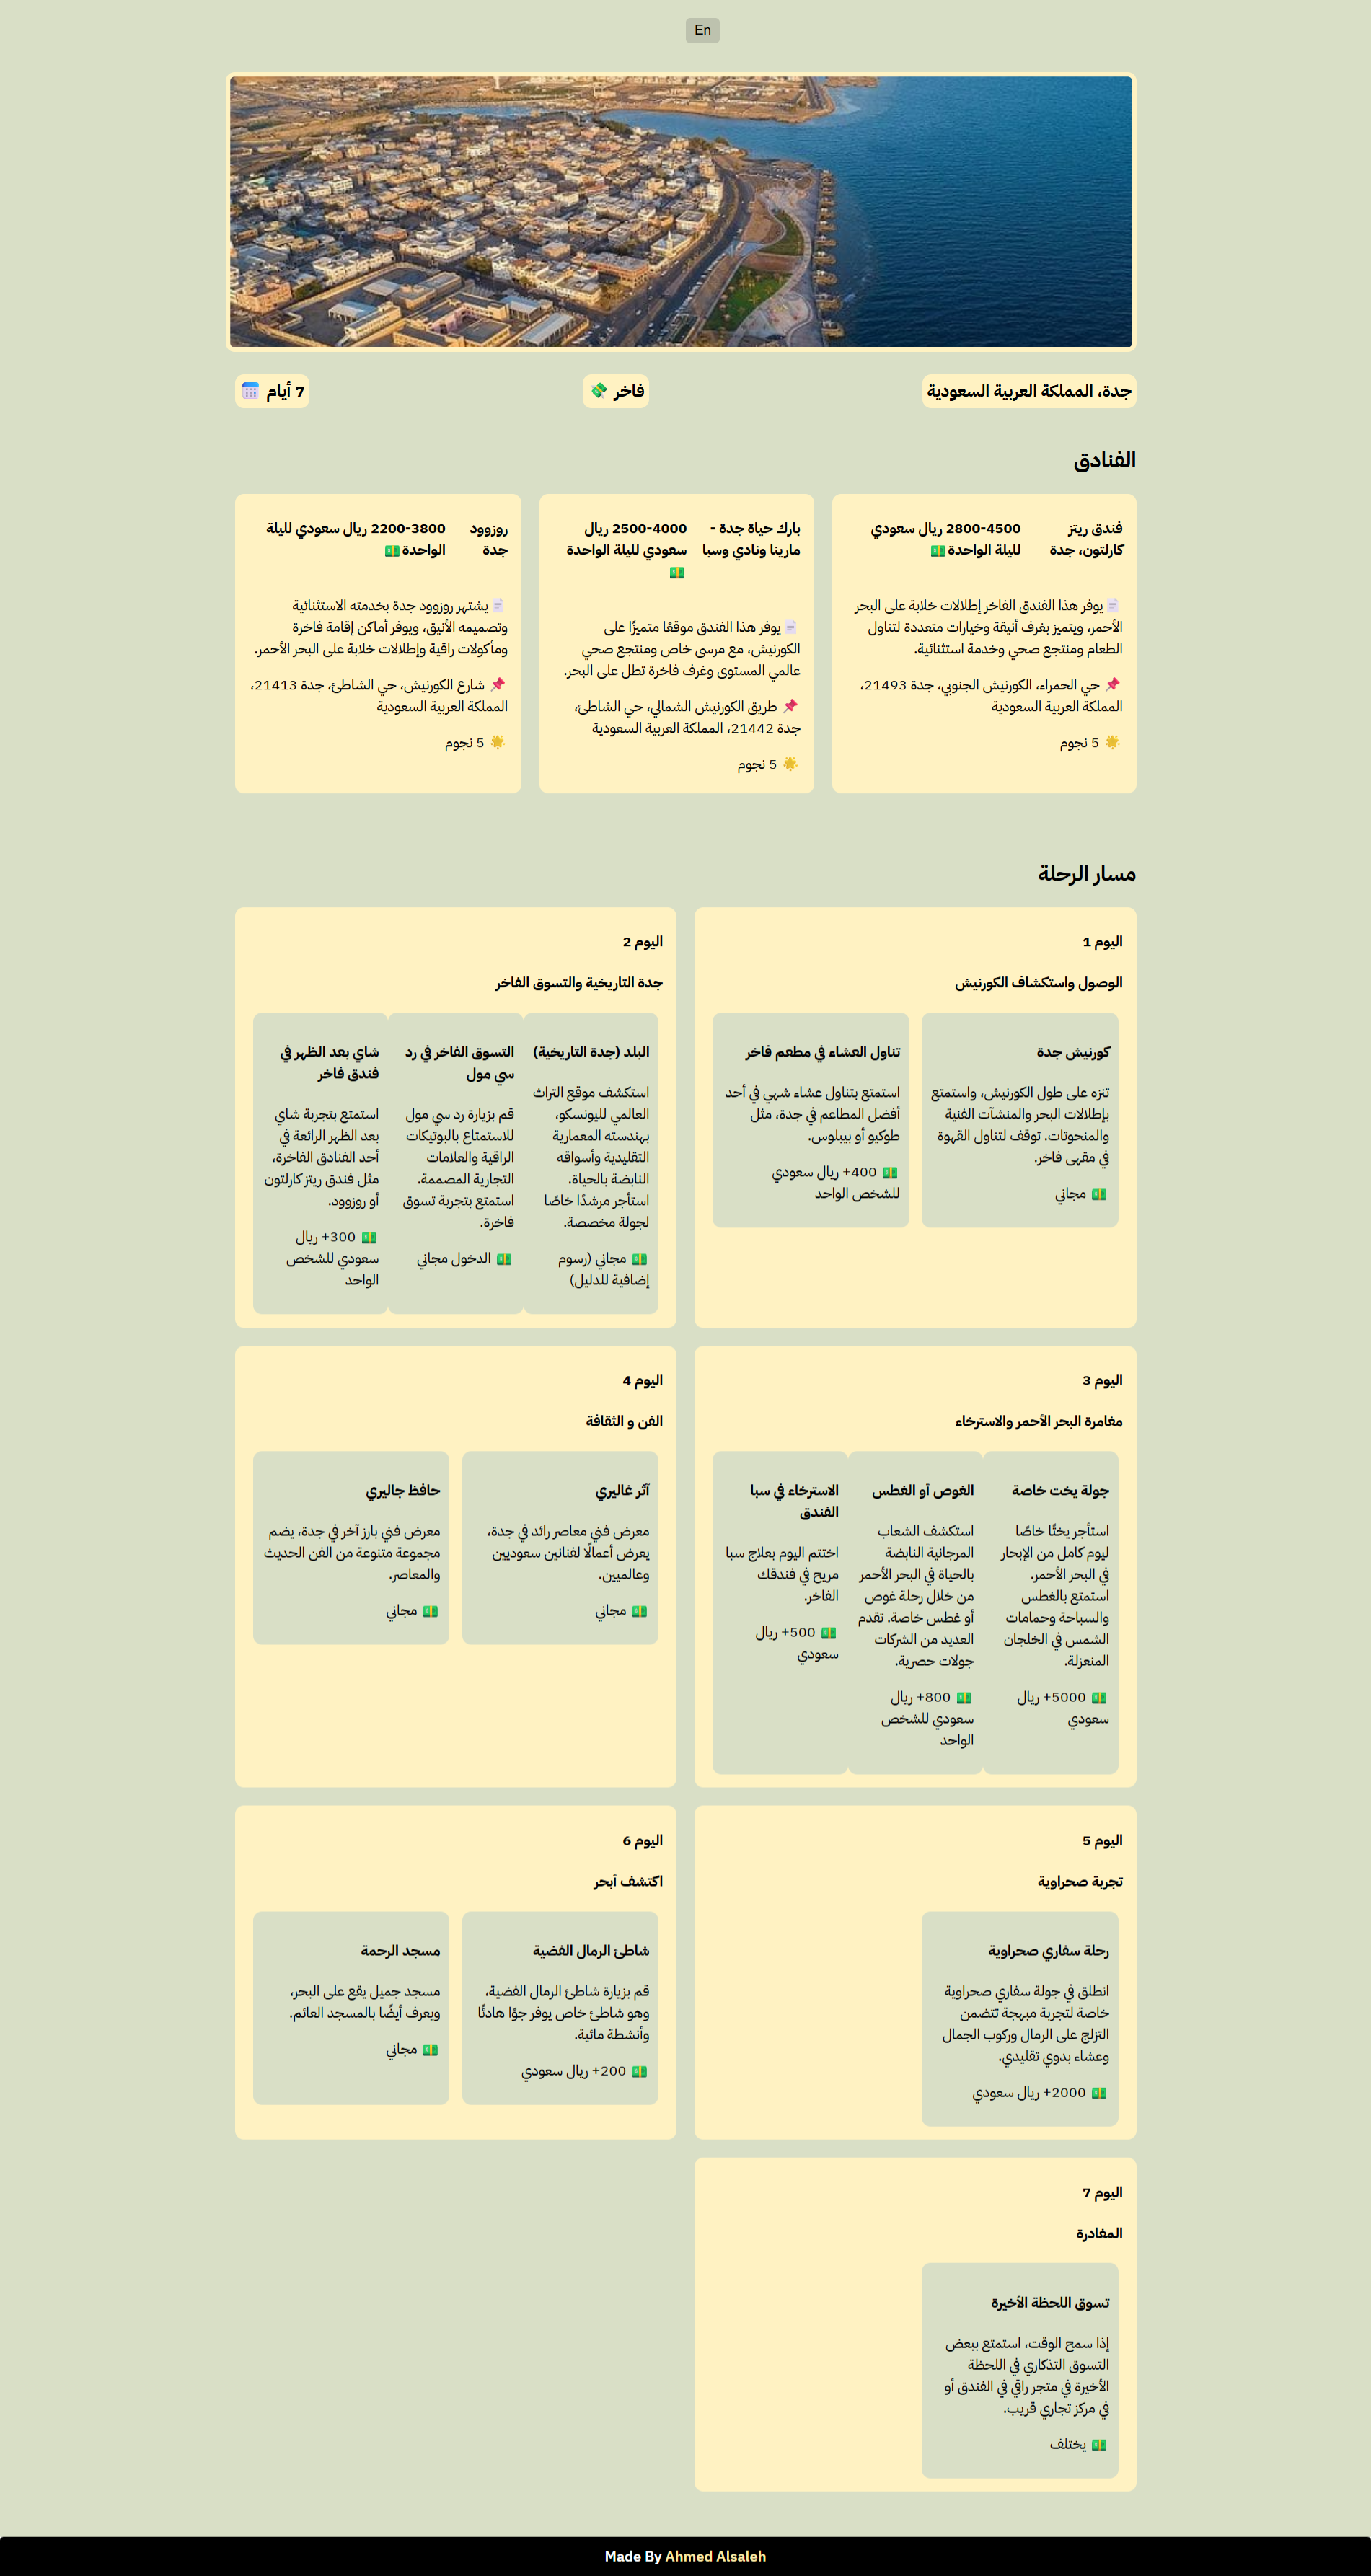 En
جدة، المملكة العربية السعودية
فاخر 💸
7 أيام 🗓️
الفنادق
فندق ريتز
كارلتون، جدة
2800-4500 ريال سعودي
لليلة الواحدة 💵
📄 يوفر هذا الفندق الفاخر إطلالات خلابة على البحر
الأحمر، ويتميز بغرف أنيقة وخيارات متعددة لتناول
الطعام ومنتجع صحي وخدمة استثنائية.
📌 حي الحمراء، الكورنيش الجنوبي، جدة 21493،
المملكة العربية السعودية
🌟 5 نجوم
بارك حياة جدة -
مارينا ونادي وسبا
2500-4000 ريال
سعودي لليلة الواحدة
💵
📄 يوفر هذا الفندق موقعًا متميزًا على
الكورنيش، مع مرسى خاص ومنتجع صحي
عالمي المستوى وغرف فاخرة تطل على البحر.
📌 طريق الكورنيش الشمالي، حي الشاطئ،
جدة 21442، المملكة العربية السعودية
🌟 5 نجوم
روزوود
جدة
2200-3800 ريال سعودي لليلة
الواحدة 💵
📄 يشتهر روزوود جدة بخدمته الاستثنائية
وتصميمه الأنيق، ويوفر أماكن إقامة فاخرة
ومأكولات راقية وإطلالات خلابة على البحر الأحمر.
📌 شارع الكورنيش، حي الشاطئ، جدة 21413،
المملكة العربية السعودية
🌟 5 نجوم
مسار الرحلة
اليوم 1
الوصول واستكشاف الكورنيش
كورنيش جدة
تنزه على طول الكورنيش، واستمتع
بإطلالات البحر والمنشآت الفنية
والمنحوتات. توقف لتناول القهوة
في مقهى فاخر.
💵 مجاني
تناول العشاء في مطعم فاخر
استمتع بتناول عشاء شهي في أحد
أفضل المطاعم في جدة، مثل
طوكيو أو بيبلوس.
💵 400+ ريال سعودي
للشخص الواحد
اليوم 2
جدة التاريخية والتسوق الفاخر
البلد (جدة التاريخية)
استكشف موقع التراث
العالمي لليونسكو،
بهندسته المعمارية
التقليدية وأسواقه
النابضة بالحياة.
استأجر مرشدًا خاصًا
لجولة مخصصة.
💵 مجاني (رسوم
إضافية للدليل)
التسوق الفاخر في رد
سي مول
قم بزيارة رد سي مول
للاستمتاع بالبوتيكات
الراقية والعلامات
التجارية المصممة.
استمتع بتجربة تسوق
فاخرة.
💵 الدخول مجاني
شاي بعد الظهر في
فندق فاخر
استمتع بتجربة شاي
بعد الظهر الرائعة في
أحد الفنادق الفاخرة،
مثل فندق ريتز كارلتون
أو روزوود.
💵 300+ ريال
سعودي للشخص
الواحد
اليوم 3
مغامرة البحر الأحمر والاسترخاء
جولة يخت خاصة
استأجر يختًا خاصًا
ليوم كامل من الإبحار
في البحر الأحمر.
استمتع بالغطس
والسباحة وحمامات
الشمس في الخلجان
المنعزلة.
💵 5000+ ريال
سعودي
الغوص أو الغطس
استكشف الشعاب
المرجانية النابضة
بالحياة في البحر الأحمر
من خلال رحلة غوص
أو غطس خاصة. تقدم
العديد من الشركات
جولات حصرية.
💵 800+ ريال
سعودي للشخص
الواحد
الاسترخاء في سبا
الفندق
اختتم اليوم بعلاج سبا
مريح في فندقك
الفاخر.
💵 500+ ريال
سعودي
اليوم 4
الفن و الثقافة
آثر غاليري
معرض فني معاصر رائد في جدة،
يعرض أعمالًا لفنانين سعوديين
وعالميين.
💵 مجاني
حافظ جاليري
معرض فني بارز آخر في جدة، يضم
مجموعة متنوعة من الفن الحديث
والمعاصر.
💵 مجاني
اليوم 5
تجربة صحراوية
رحلة سفاري صحراوية
انطلق في جولة سفاري صحراوية
خاصة لتجربة مبهجة تتضمن
التزلج على الرمال وركوب الجمال
وعشاء بدوي تقليدي.
💵 2000+ ريال سعودي
اليوم 6
اكتشف أبحر
شاطئ الرمال الفضية
قم بزيارة شاطئ الرمال الفضية،
وهو شاطئ خاص يوفر جوًا هادئًا
وأنشطة مائية.
💵 200+ ريال سعودي
مسجد الرحمة
مسجد جميل يقع على البحر،
ويعرف أيضًا بالمسجد العائم.
💵 مجاني
اليوم 7
المغادرة
تسوق اللحظة الأخيرة
إذا سمح الوقت، استمتع ببعض
التسوق التذكاري في اللحظة
الأخيرة في متجر راقي في الفندق أو
في مركز تجاري قريب.
💵 يختلف
Made By Ahmed Alsaleh